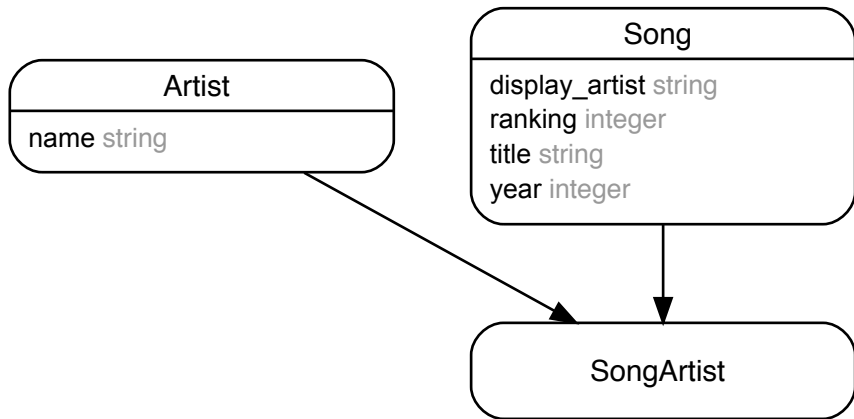 Artist
name string
Song
display_artist string
ranking integer
title string
year integer
SongArtist